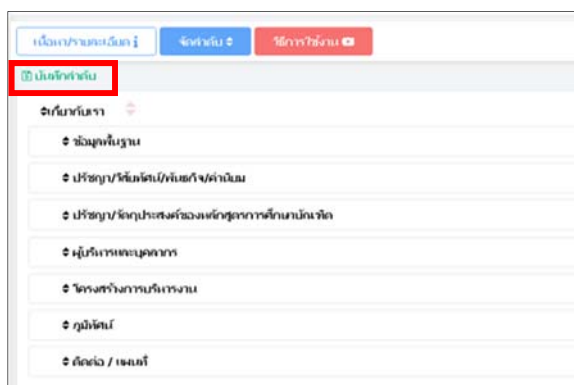 เนื้อหา/รายละเอียด i จัดลำดับ วิธีการใช้งาน
บันทึกลำดับ
เกี่ยวกับเรา
ข้อมูลพื้นฐาน
ปรัชญา/วิสัยทัศน์/พันธกิจ/ค่านิยม
ปรัชญา/วัตถุประสงค์ของหลักสูตรการศึกษาบัณฑิต
ผู้บริหารและบุคลากร
โครงสร้างการบริหารงาน
ภูมิทัศน์
ติดต่อ / แผนที่